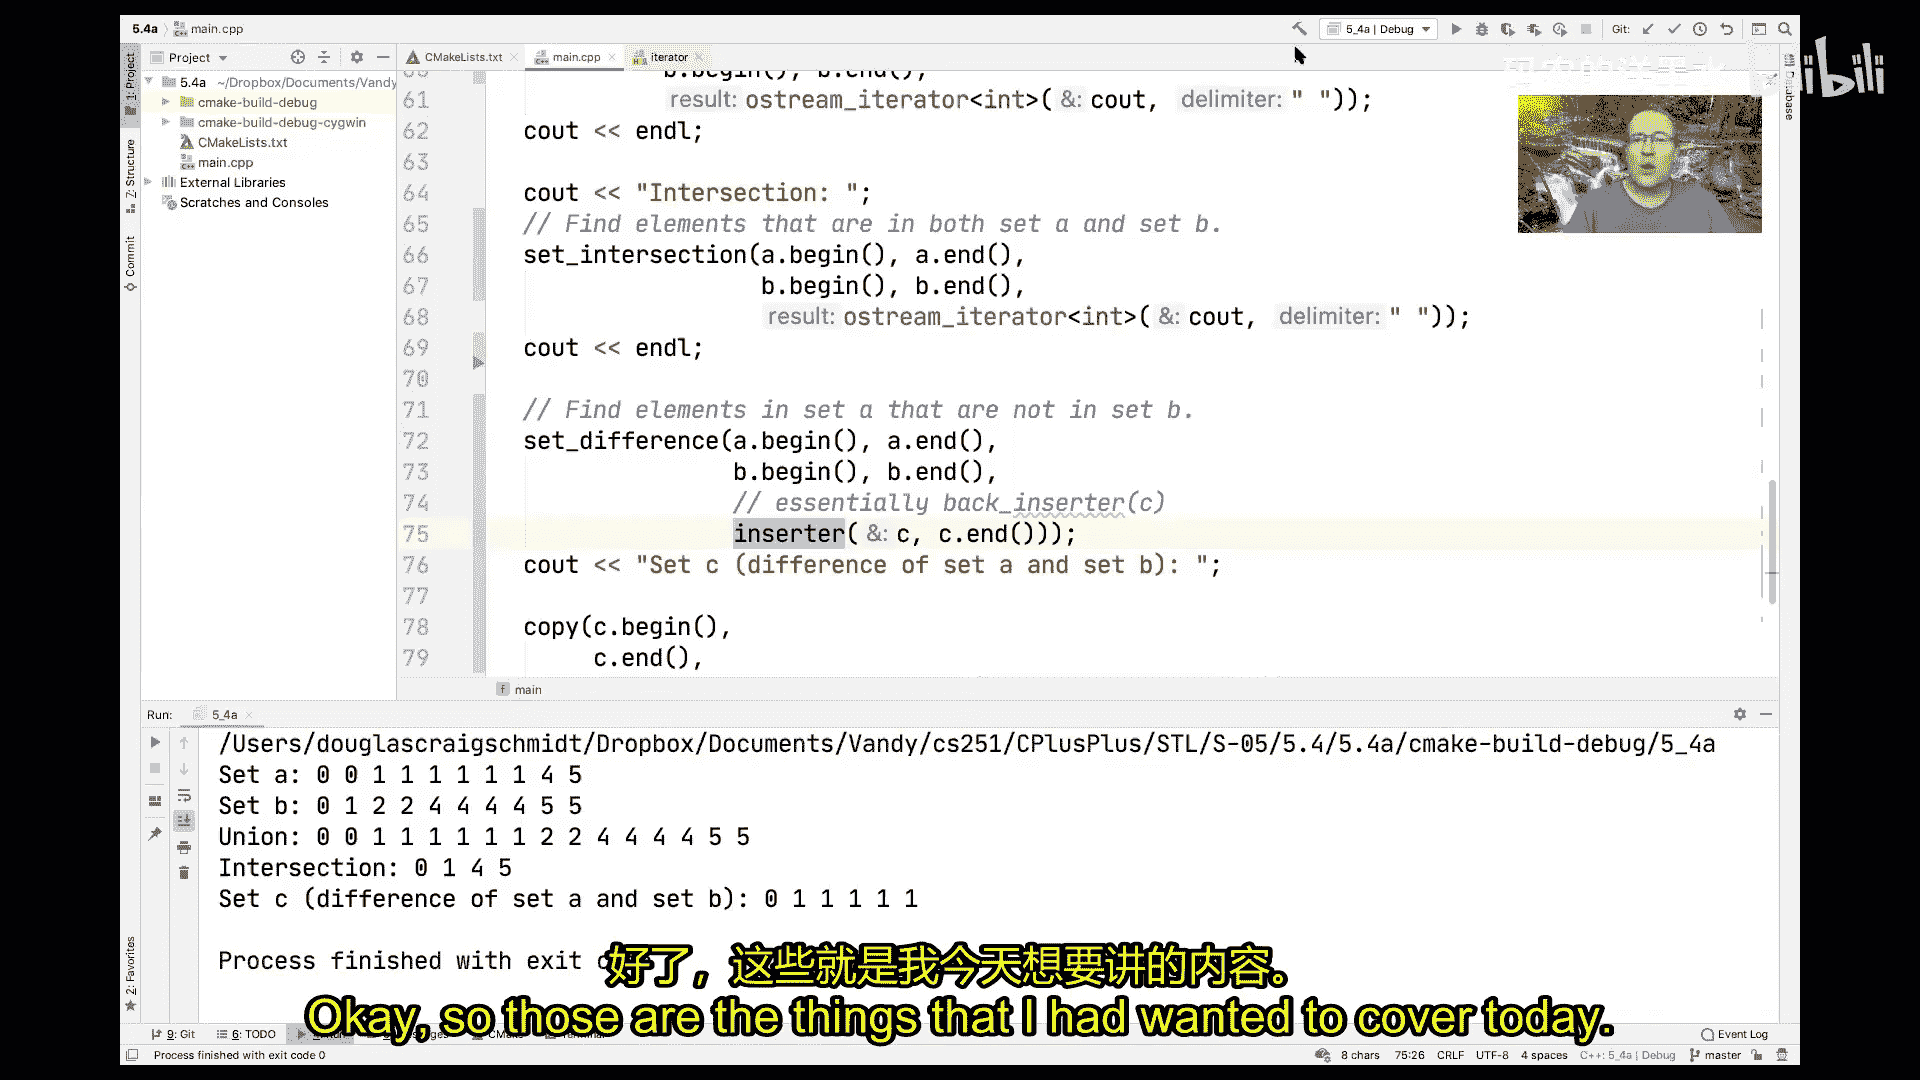 5.4a
main.cpp
5_4a | Debug
Git:
Project
CMakeLists.txt
main.cpp
iterator
1: Project
7: Structure
Commit
2: Favorites
Database
5.4a ~/Dropbox/Documents/Vandy
cmake-build-debug
cmake-build-debug-cygwin
CMakeLists.txt
main.cpp
External Libraries
Scratches and Consoles
b.begin(), b.end(),
61 result: ostream_iterator<int>( &: cout, delimiter: " "));
62 cout << endl;
63
64 cout << "Intersection: ";
65 // Find elements that are in both set a and set b.
66 set_intersection(a.begin(), a.end(),
67 b.begin(), b.end(),
68 result: ostream_iterator<int>( &: cout, delimiter: " "));
69 cout << endl;
70
71 // Find elements in set a that are not in set b.
72 set_difference(a.begin(), a.end(),
73 b.begin(), b.end(),
74 // essentially back_inserter(c)
75 inserter( &: c, c.end()));
76 cout << "Set c (difference of set a and set b): ";
77
78 copy(c.begin(),
79 c.end(),
f main
Run: 5_4a
/Users/douglascraigschmidt/Dropbox/Documents/Vandy/cs251/CPlusPlus/STL/S-05/5.4/5.4a/cmake-build-debug/5_4a
Set a: 0 0 1 1 1 1 1 1 4 5
Set b: 0 1 2 2 4 4 4 4 5 5
Union: 0 0 1 1 1 1 1 1 2 2 4 4 4 4 5 5
Intersection: 0 1 4 5
Set c (difference of set a and set b): 0 1 1 1 1 1
Process finished with exit c
好了，这些就是我今天想要讲的内容。
Okay, so those are the things that I had wanted to cover today.
9: Git
6: TODO
Event Log
Process finished with exit code 0
8 chars 75:26 CRLF UTF-8 4 spaces C++: 5_4a | Debug master